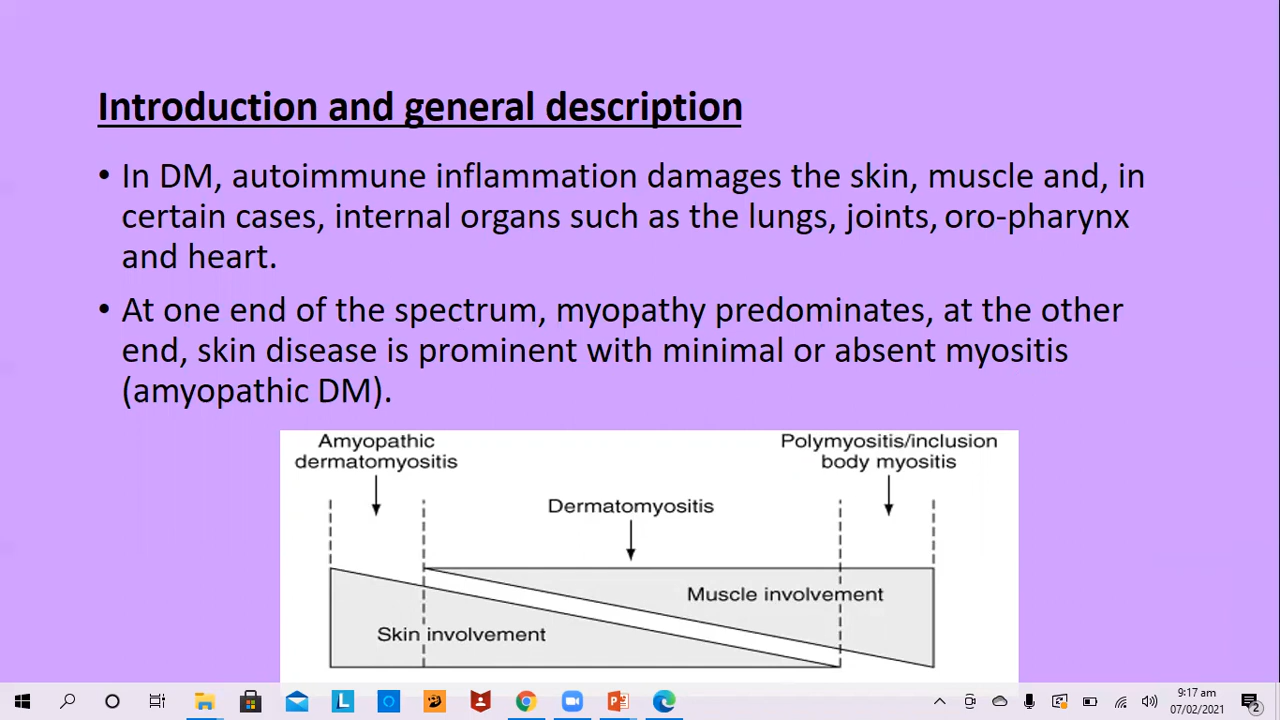 Introduction and general description
• In DM, autoimmune inflammation damages the skin, muscle and, in
certain cases, internal organs such as the lungs, joints, oro-pharynx
and heart.
• At one end of the spectrum, myopathy predominates, at the other
end, skin disease is prominent with minimal or absent myositis
(amyopathic DM).
Amyopathic
dermatomyositis
Polymyositis/inclusion
body myositis
Dermatomyositis
Muscle involvement
Skin involvement
9:17 am
07/02/2021
2